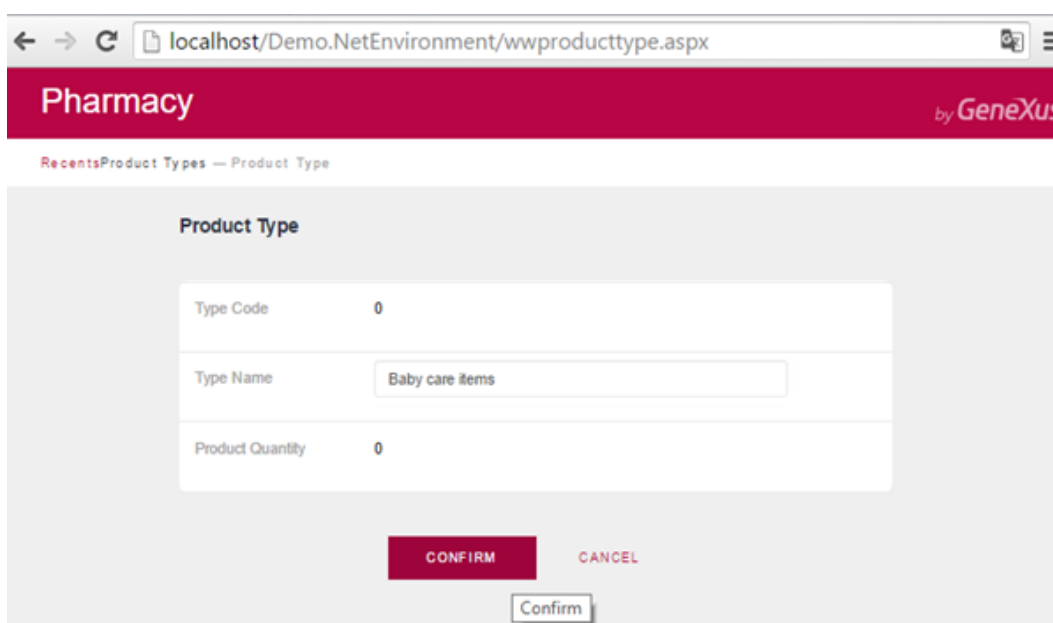 localhost/Demo.NetEnvironment/wwproducttype.aspx
Pharmacy
by GeneXus
RecentsProduct Types — Product Type
Product Type
Type Code 0
Type Name Baby care items
Product Quantity 0
CONFIRM CANCEL
Confirm